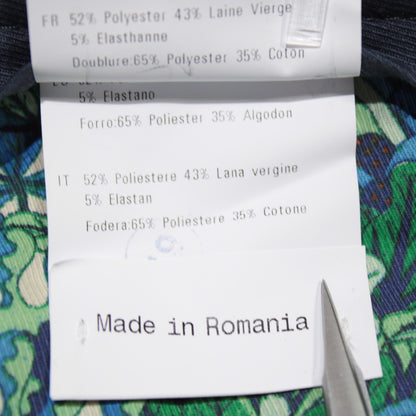 FR 52% Polyester 43% Laine Vierge
5% Elasthanne
Doublure:65% Polyester 35% Coton
5% Elastano
Forro:65% Poliester 35% Algodon
IT 52% Poliestere 43% Lana vergine
5% Elastan
Fodera:65% Poliestere 35% Cotone
Made in Romania